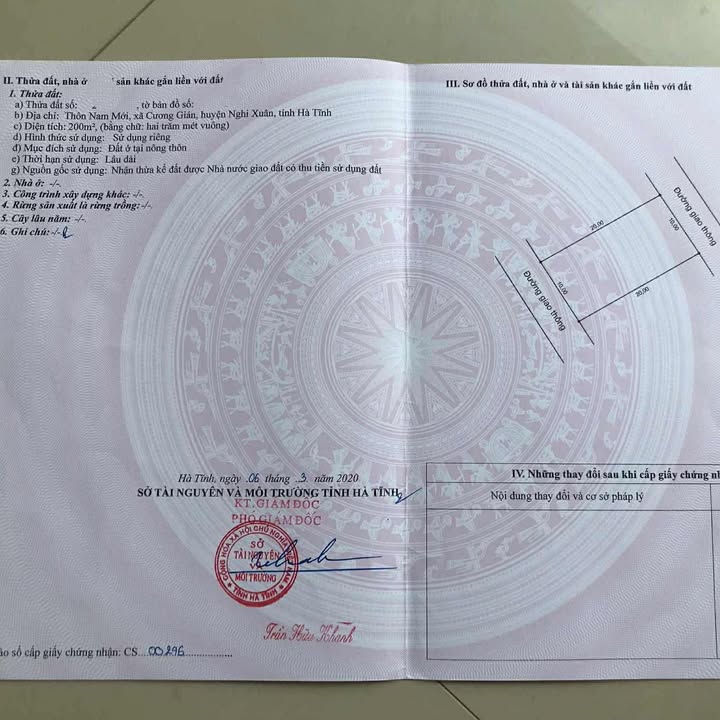 II. Thửa đất, nhà ở sản khác gắn liền với đất
1. Thửa đất:
a) Thửa đất số: , tờ bản đồ số:
b) Địa chỉ: Thôn Nam Mới, xã Cương Gián, huyện Nghi Xuân, tỉnh Hà Tĩnh
c) Diện tích: 200m², (bằng chữ: hai trăm mét vuông)
d) Hình thức sử dụng: Sử dụng riêng
đ) Mục đích sử dụng: Đất ở tại nông thôn
e) Thời hạn sử dụng: Lâu dài
g) Nguồn gốc sử dụng: Nhận thừa kế đất được Nhà nước giao đất có thu tiền sử dụng đất
2. Nhà ở: -/-
3. Công trình xây dựng khác: -/-
4. Rừng sản xuất là rừng trồng: -/-
5. Cây lâu năm: -/-
6. Ghi chú: -/-
Hà Tĩnh, ngày 06 tháng 3 năm 2020
SỞ TÀI NGUYÊN VÀ MÔI TRƯỜNG TỈNH HÀ TĨNH
KT. GIÁM ĐỐC
PHÓ GIÁM ĐỐC
CỘNG HÒA XÃ HỘI CHỦ NGHĨA VIỆT NAM
SỞ
TÀI NGUYÊN
VÀ
MÔI TRƯỜNG
TỈNH HÀ TĨNH
Trần Hữu Khanh
ào sổ cấp giấy chứng nhận: CS 00296
III. Sơ đồ thửa đất, nhà ở và tài sản khác gắn liền với đất
Đường giao thông
20,00
10,00
10,00
20,00
Đường giao thông
IV. Những thay đổi sau khi cấp giấy chứng n
Nội dung thay đổi và cơ sở pháp lý